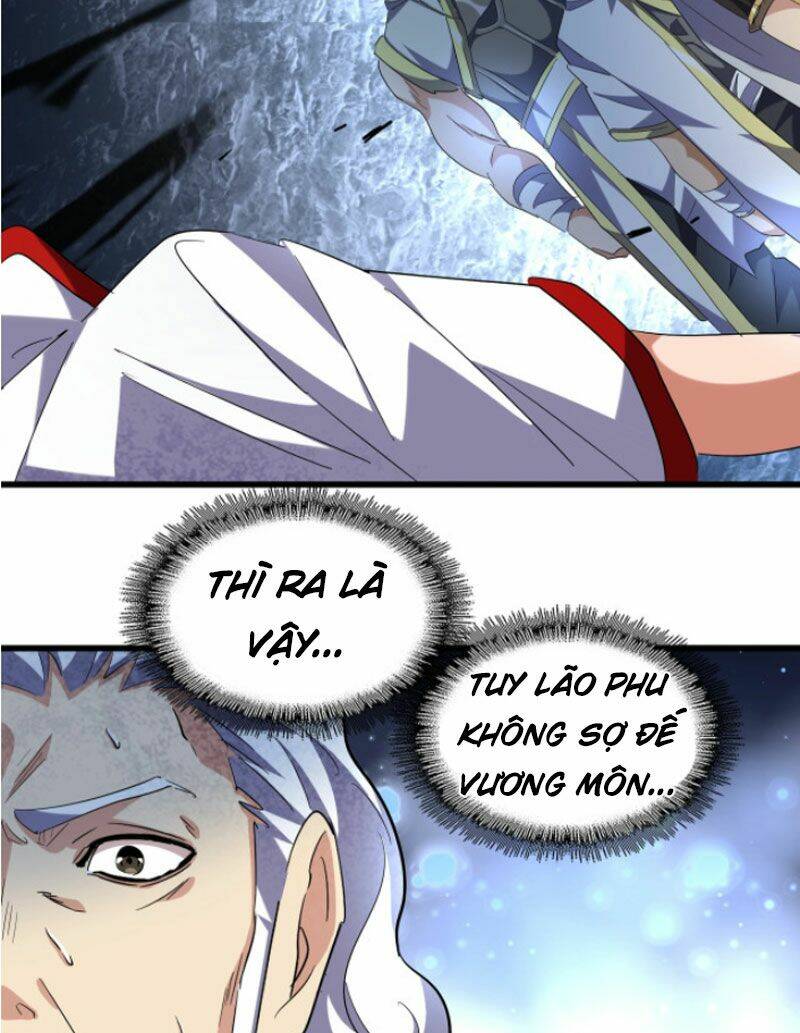 THÌ RA LÀ
VẬY...
TUY LÃO PHU
KHÔNG SỢ ĐẾ
VƯƠNG MÔN...